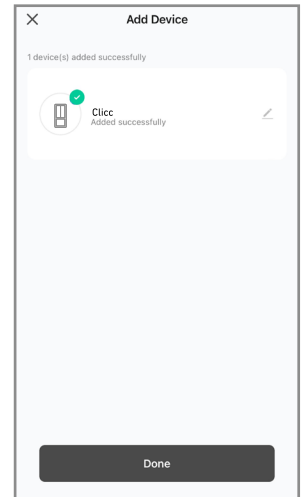 Add Device
1 device(s) added successfully
Clicc
Added successfully
Done